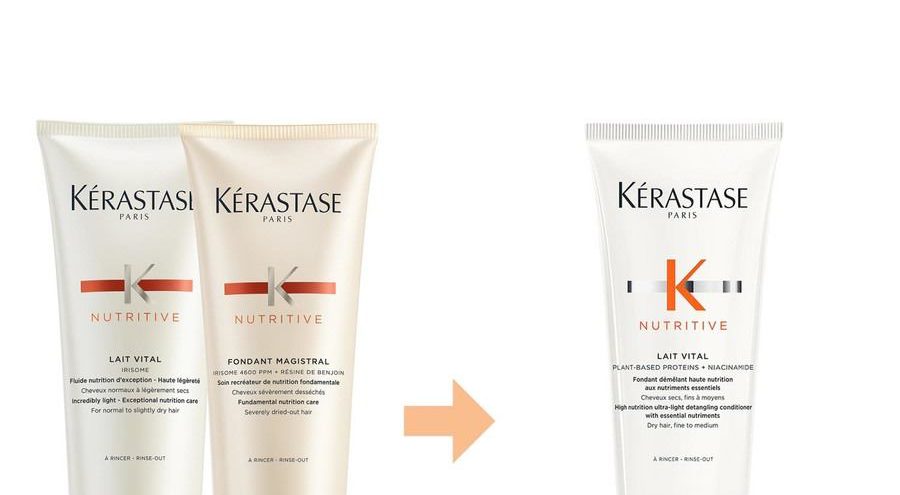 KÉRASTASE
PARIS
NUTRITIVE
LAIT VITAL
IRISOME
Fluide nutrition d'exception - Haute légèreté
Cheveux normaux à légèrement secs
Incredibly light - Exceptional nutrition care
For normal to slightly dry hair
À RINCER - RINSE-OUT
KÉRASTASE
PARIS
NUTRITIVE
FONDANT MAGISTRAL
IRISOME 4600 PPM + RÉSINE DE BENJOIN
Soin recréateur de nutrition fondamentale
Cheveux sévèrement desséchés
Fundamental nutrition care
Severely dried-out hair
À RINCER - RINSE-OUT
KÉRASTASE
PARIS
K
NUTRITIVE
LAIT VITAL
PLANT-BASED PROTEINS + NIACINAMIDE
Fondant démêlant haute nutrition
aux nutriments essentiels
Cheveux secs, fins à moyens
High nutrition ultra-light detangling conditioner
with essential nutriments
Dry hair, fine to medium
À RINCER - RINSE-OUT